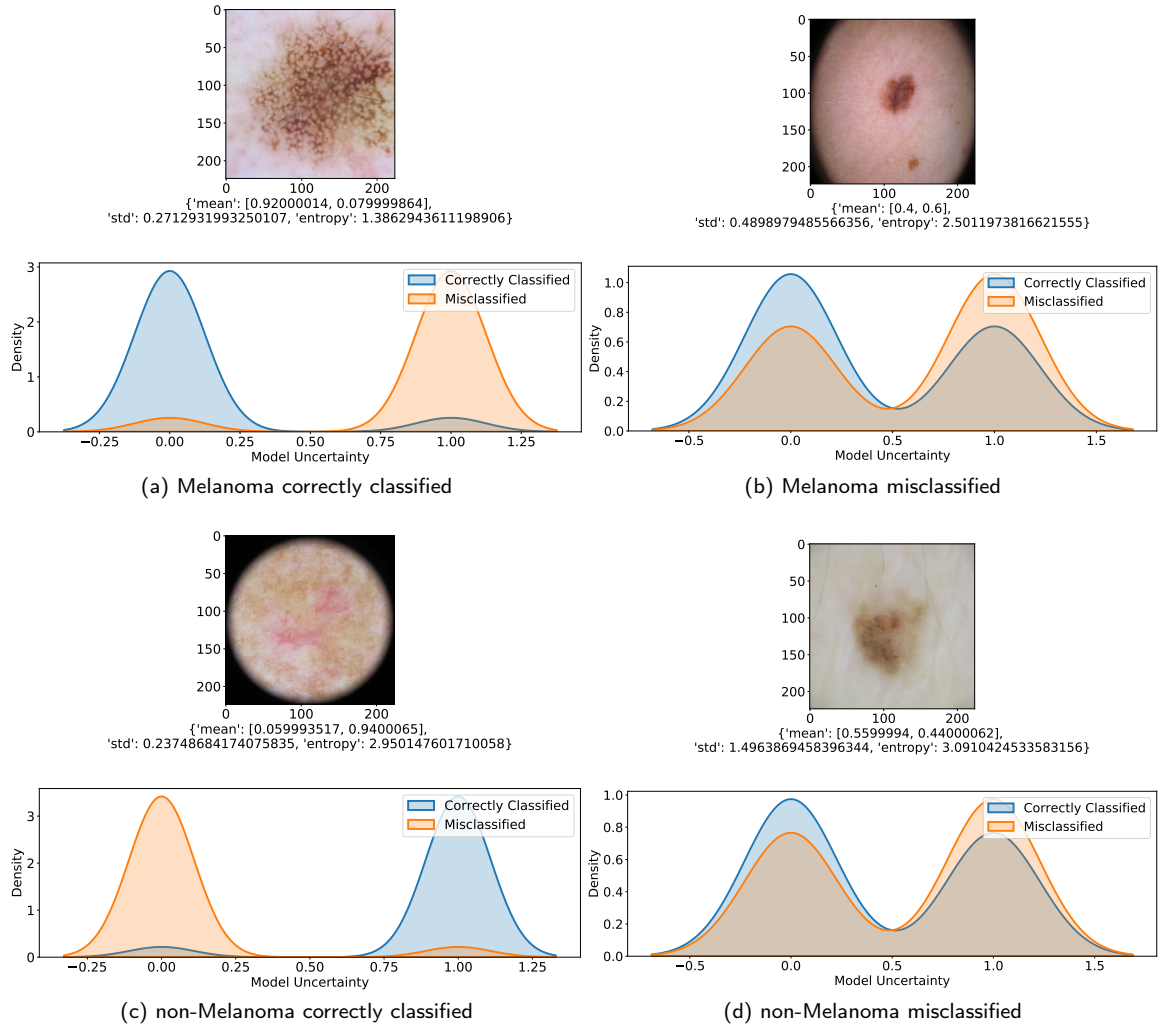 0
50
100
150
200
0
100
200
{'mean': [0.92000014, 0.079999864],
'std': 0.2712931993250107, 'entropy': 1.3862943611198906}
0
50
100
150
200
0
100
200
{'mean': [0.4, 0.6],
'std': 0.4898979485566356, 'entropy': 2.5011973816621555}
3
2
1
0
Density
Correctly Classified
Misclassified
−0.25 0.00 0.25 0.50 0.75 1.00 1.25
Model Uncertainty
(a) Melanoma correctly classified
1.0
0.8
0.6
0.4
0.2
0.0
Density
Correctly Classified
Misclassified
−0.5 0.0 0.5 1.0 1.5
Model Uncertainty
(b) Melanoma misclassified
0
50
100
150
200
0
100
200
{'mean': [0.059993517, 0.9400065],
'std': 0.23748684174075835, 'entropy': 2.950147601710058}
0
50
100
150
200
0
100
200
{'mean': [0.5599994, 0.44000062],
'std': 1.4963869458396344, 'entropy': 3.0910424533583156}
3
2
1
0
Density
Correctly Classified
Misclassified
−0.25 0.00 0.25 0.50 0.75 1.00 1.25
Model Uncertainty
(c) non-Melanoma correctly classified
1.0
0.8
0.6
0.4
0.2
0.0
Density
Correctly Classified
Misclassified
−0.5 0.0 0.5 1.0 1.5
Model Uncertainty
(d) non-Melanoma misclassified